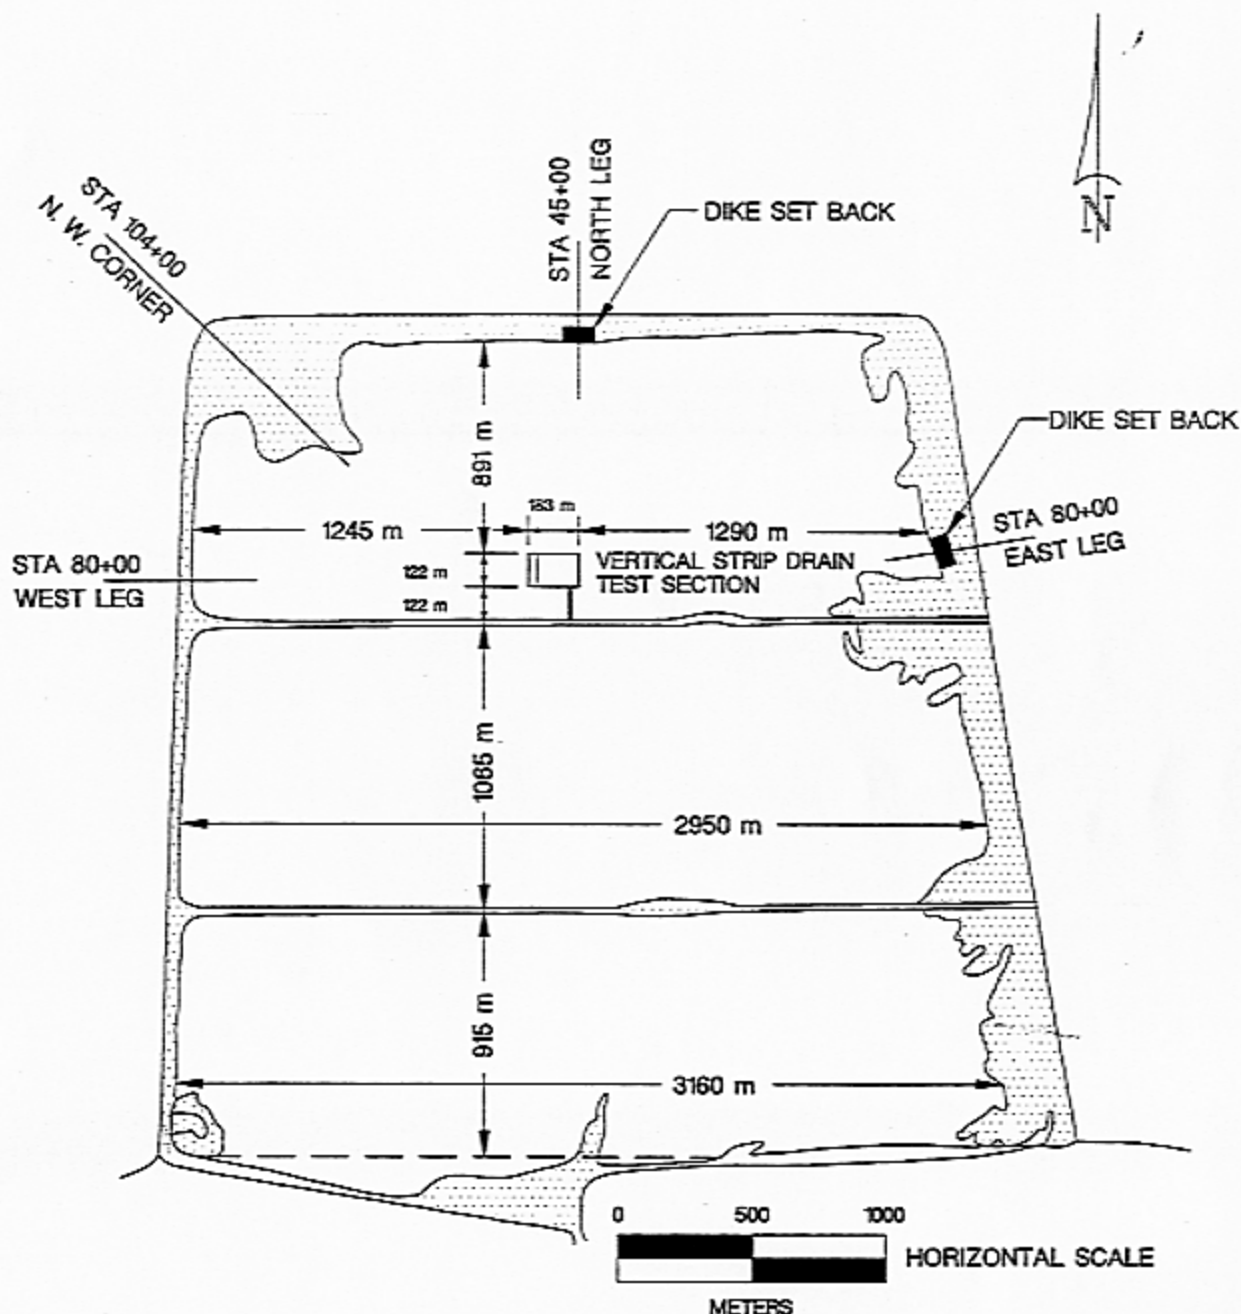 N
STA 45+00
NORTH LEG
DIKE SET BACK
STA 104+00
N. W. CORNER
DIKE SET BACK
STA 80+00
EAST LEG
891 m
183 m
1245 m
1290 m
VERTICAL STRIP DRAIN
TEST SECTION
122 m
122 m
STA 80+00
WEST LEG
1065 m
2950 m
915 m
3160 m
0 500 1000
HORIZONTAL SCALE
METERS